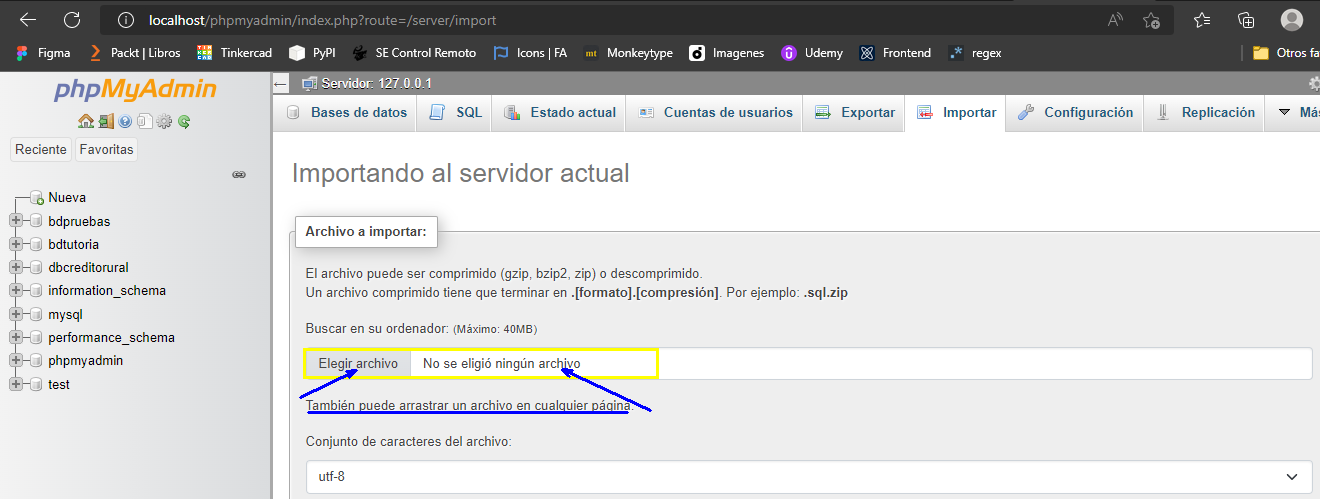 localhost/phpmyadmin/index.php?route=/server/import
Figma
Packt | Libros
Tinkercad
PyPI
SE Control Remoto
Icons | FA
mt Monkeytype
Imagenes
Udemy
Frontend
.* regex
Otros fa
phpMyAdmin
Reciente
Favoritas
Nueva
bdpruebas
bdtutoria
dbcreditorural
information_schema
mysql
performance_schema
phpmyadmin
test
Servidor: 127.0.0.1
Bases de datos
SQL
Estado actual
Cuentas de usuarios
Exportar
Importar
Configuración
Replicación
Más
Importando al servidor actual
Archivo a importar:
El archivo puede ser comprimido (gzip, bzip2, zip) o descomprimido.
Un archivo comprimido tiene que terminar en .[formato].[compresión]. Por ejemplo: .sql.zip
Buscar en su ordenador: (Máximo: 40MB)
Elegir archivo No se eligió ningún archivo
También puede arrastrar un archivo en cualquier página.
Conjunto de caracteres del archivo:
utf-8